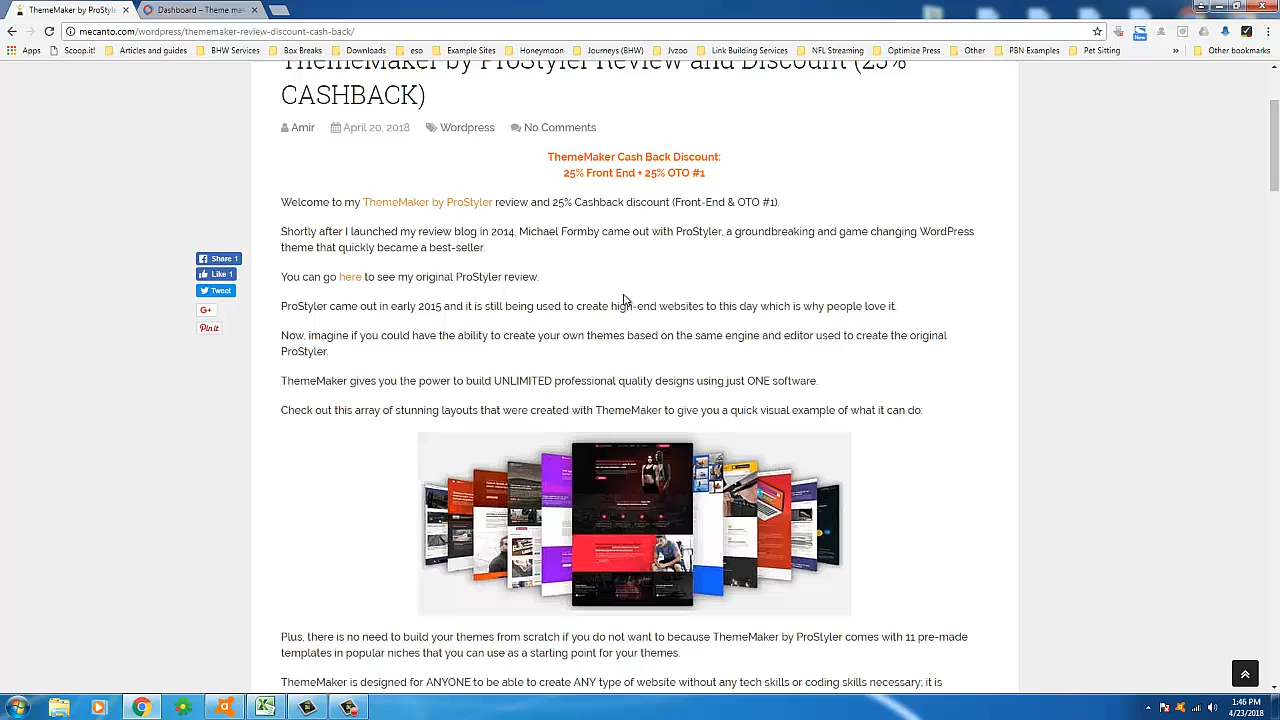 ThemeMaker by ProStyle
Dashboard – Theme mak
mecanto.com/wordpress/thememaker-review-discount-cash-back/
Apps
Scoop.it!
Articles and guides
BHW Services
Box Breaks
Downloads
eso
Example Sites
Honeymoon
Journeys (BHW)
Jvzoo
Link Building Services
NFL Streaming
Optimize Press
Other
PBN Examples
Pet Sitting
»
Other bookmarks
New
ThemeMaker by ProStyler Review and Discount (25%
CASHBACK)
Amir April 20, 2018 Wordpress No Comments
ThemeMaker Cash Back Discount:
25% Front End + 25% OTO #1
Welcome to my ThemeMaker by ProStyler review and 25% Cashback discount (Front-End & OTO #1).
Shortly after I launched my review blog in 2014, Michael Formby came out with ProStyler, a groundbreaking and game changing WordPress
theme that quickly became a best-seller.
Share 1
Like 1
Tweet
G+
Pin it
You can go here to see my original ProStyler review.
ProStyler came out in early 2015 and it is still being used to create high-end websites to this day which is why people love it.
Now, imagine if you could have the ability to create your own themes based on the same engine and editor used to create the original
ProStyler.
ThemeMaker gives you the power to build UNLIMITED professional quality designs using just ONE software.
Check out this array of stunning layouts that were created with ThemeMaker to give you a quick visual example of what it can do:
Plus, there is no need to build your themes from scratch if you do not want to because ThemeMaker by ProStyler comes with 11 pre-made
templates in popular niches that you can use as a starting point for your themes.
ThemeMaker is designed for ANYONE to be able to create ANY type of website without any tech skills or coding skills necessary; it is
1:46 PM
4/23/2018